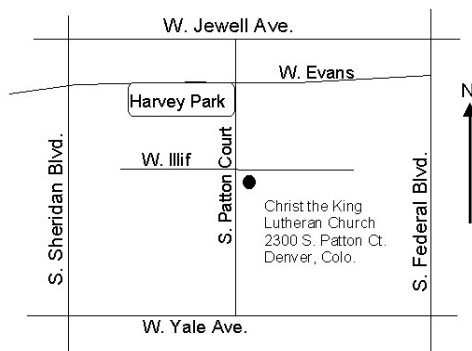 W. Jewell Ave.
W. Evans
N
Harvey Park
S. Sheridan Blvd.
W. Illif
S. Patton Court
S. Federal Blvd.
Christ the King
Lutheran Church
2300 S. Patton Ct.
Denver, Colo.
W. Yale Ave.